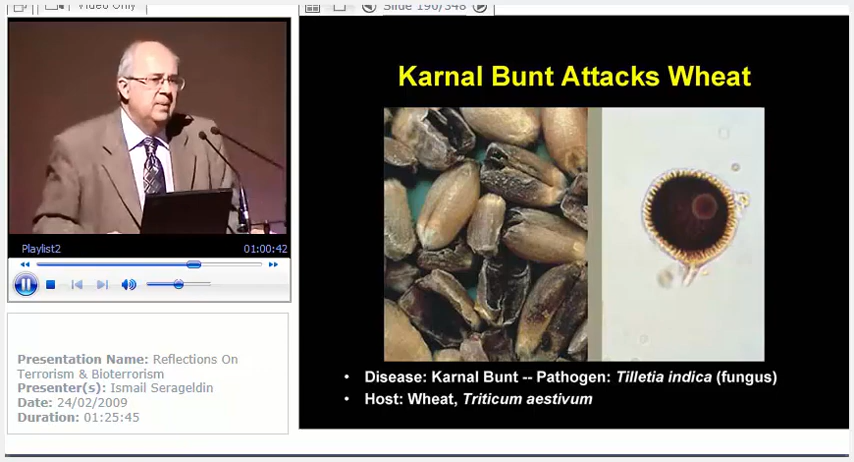 Video Only
Slide 190/348
Karnal Bunt Attacks Wheat
Playlist2
01:00:42
Presentation Name: Reflections On
Terrorism & Bioterrorism
Presenter(s): Ismail Serageldin
Date: 24/02/2009
Duration: 01:25:45
• Disease: Karnal Bunt -- Pathogen: Tilletia indica (fungus)
• Host: Wheat, Triticum aestivum